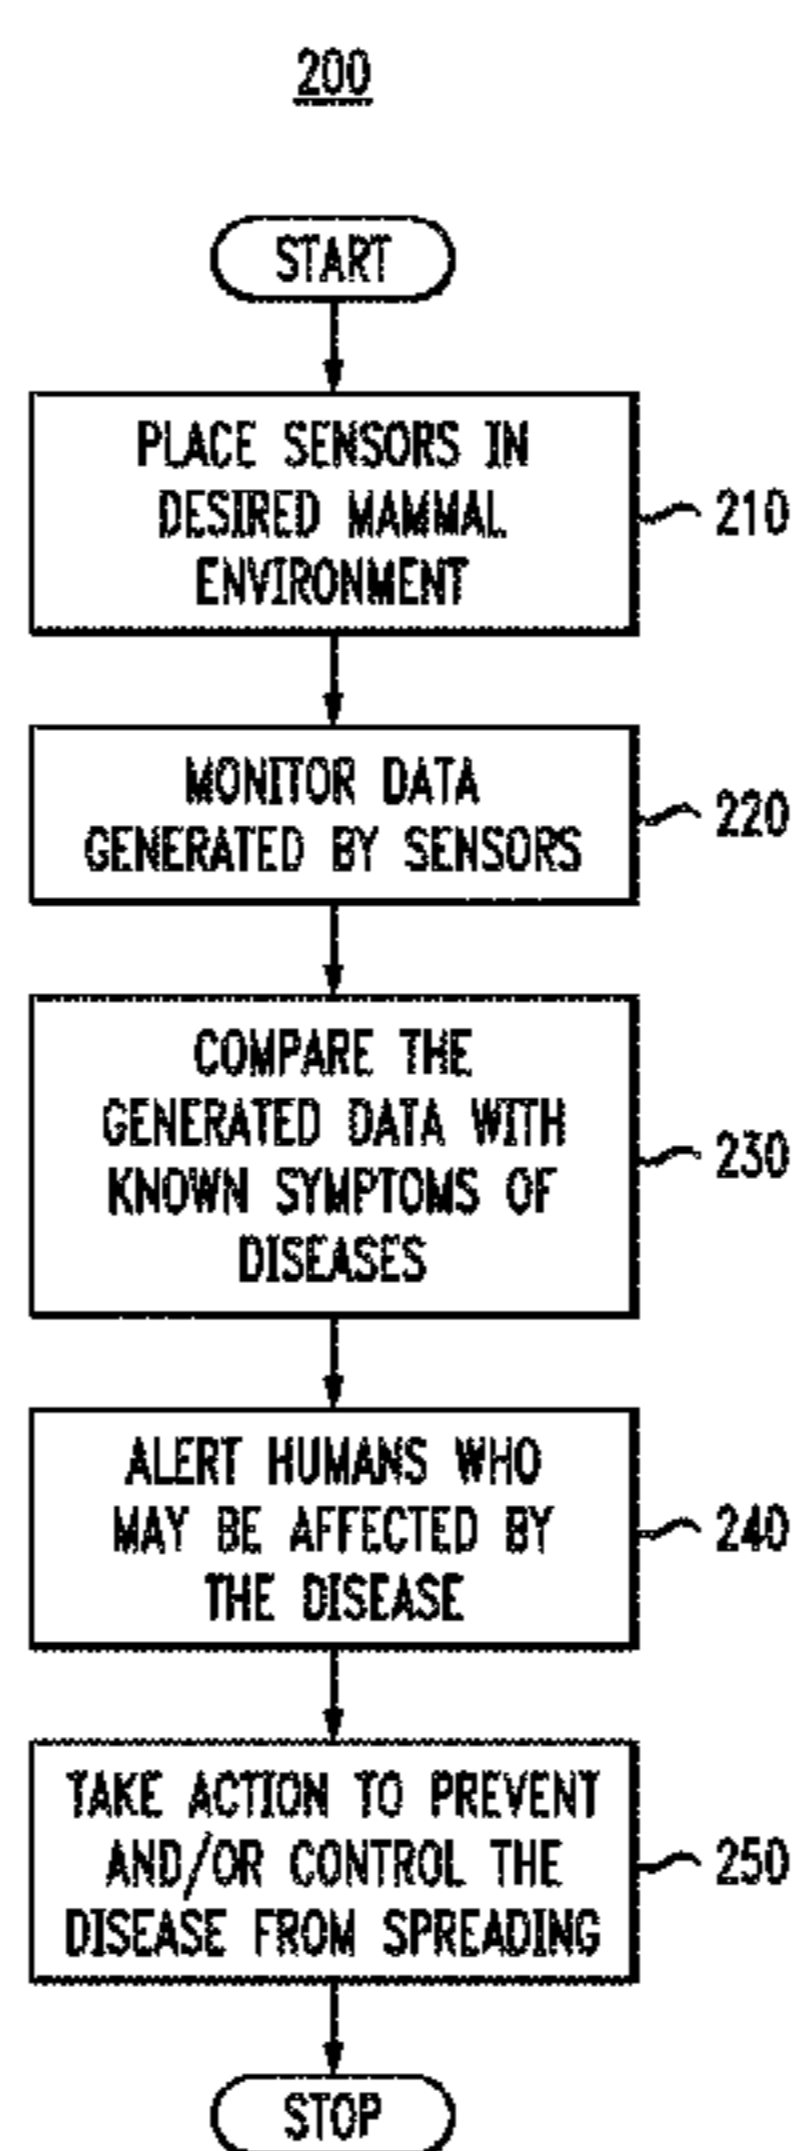 200
START
PLACE SENSORS IN
DESIRED MAMMAL
ENVIRONMENT
210
MONITOR DATA
GENERATED BY SENSORS
220
COMPARE THE
GENERATED DATA WITH
KNOWN SYMPTOMS OF
DISEASES
230
ALERT HUMANS WHO
MAY BE AFFECTED BY
THE DISEASE
240
TAKE ACTION TO PREVENT
AND/OR CONTROL THE
DISEASE FROM SPREADING
250
STOP